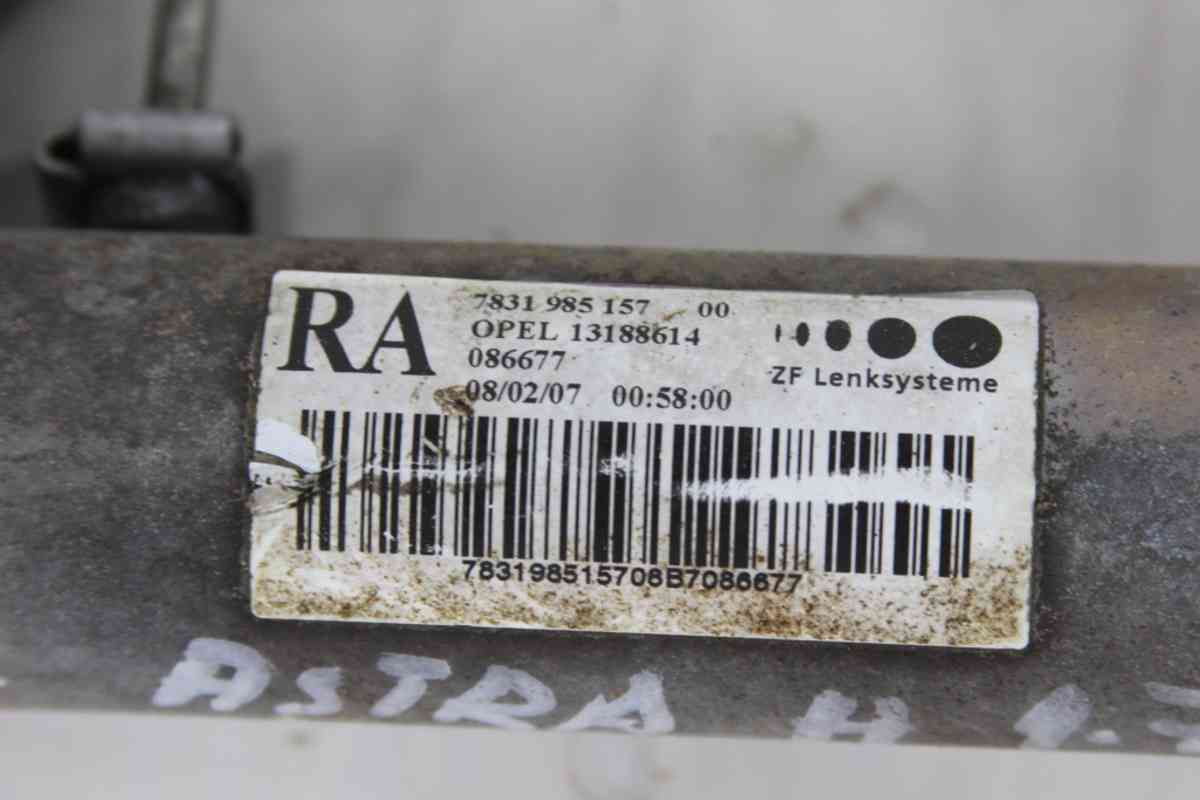 RA
7831 985 157 00
OPEL 13188614
086677
08/02/07 00:58:00
ZF Lenksysteme
783198515708B7086677
ASTRA H